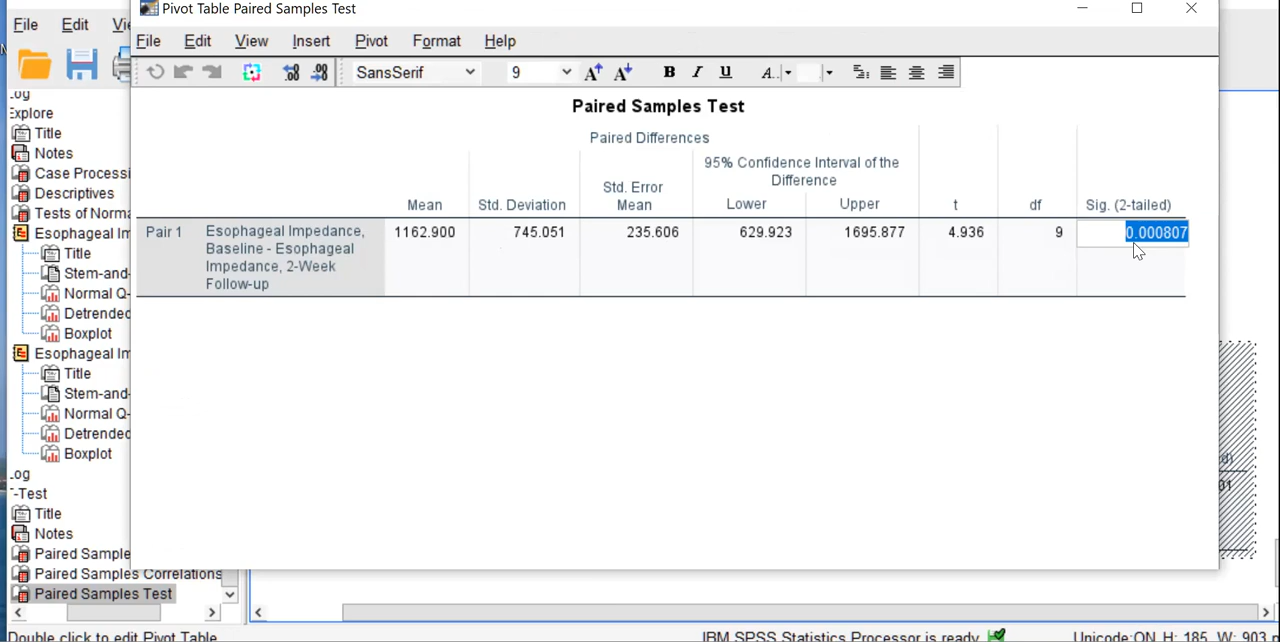 Pivot Table Paired Samples Test
File Edit
File Edit View Insert Pivot Format Help
SansSerif 9 B I U A..
Explore
Title
Notes
Case Processi
Descriptives
Tests of Norma
Esophageal Im
Title
Stem-and-
Normal Q-
Detrended
Boxplot
Esophageal Im
Title
Stem-and-
Normal Q-
Detrended
Boxplot
Log
T-Test
Title
Notes
Paired Sample
Paired Samples Correlations
Paired Samples Test
Paired Samples Test
Paired Differences
95% Confidence Interval of the
Difference
Std. Error
Mean
Mean Std. Deviation Lower Upper t df Sig. (2-tailed)
Pair 1 Esophageal Impedance, 1162.900 745.051 235.606 629.923 1695.877 4.936 9 0.000807
Baseline - Esophageal
Impedance, 2-Week
Follow-up
Double click to edit Pivot Table
IBM SPSS Statistics Processor is ready
Unicode:ON H: 185, W: 903